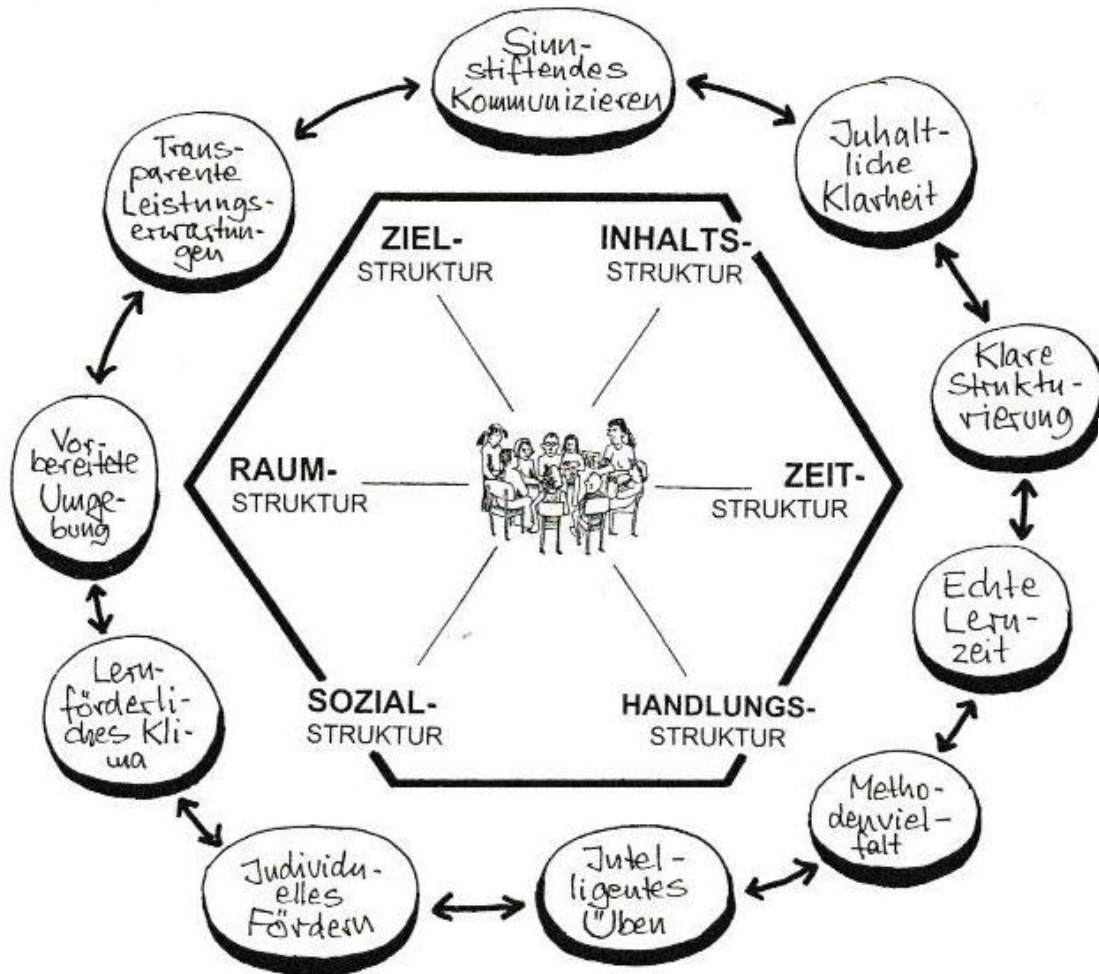 Sinn-
stiftendes
Kommunizieren
Inhalt-
liche
Klarheit
Klare
Struktu-
rierung
Echte
Lern-
zeit
Metho-
denviel-
falt
Intel-
ligentes
Üben
Individu-
elles
Fördern
Lern-
förderli-
ches Kli-
ma
Vor-
bereitete
Umge-
bung
Trans-
parente
Leistungs-
erwartun-
gen
ZIEL-
STRUKTUR
INHALTS-
STRUKTUR
RAUM-
STRUKTUR
ZEIT-
STRUKTUR
SOZIAL-
STRUKTUR
HANDLUNGS-
STRUKTUR